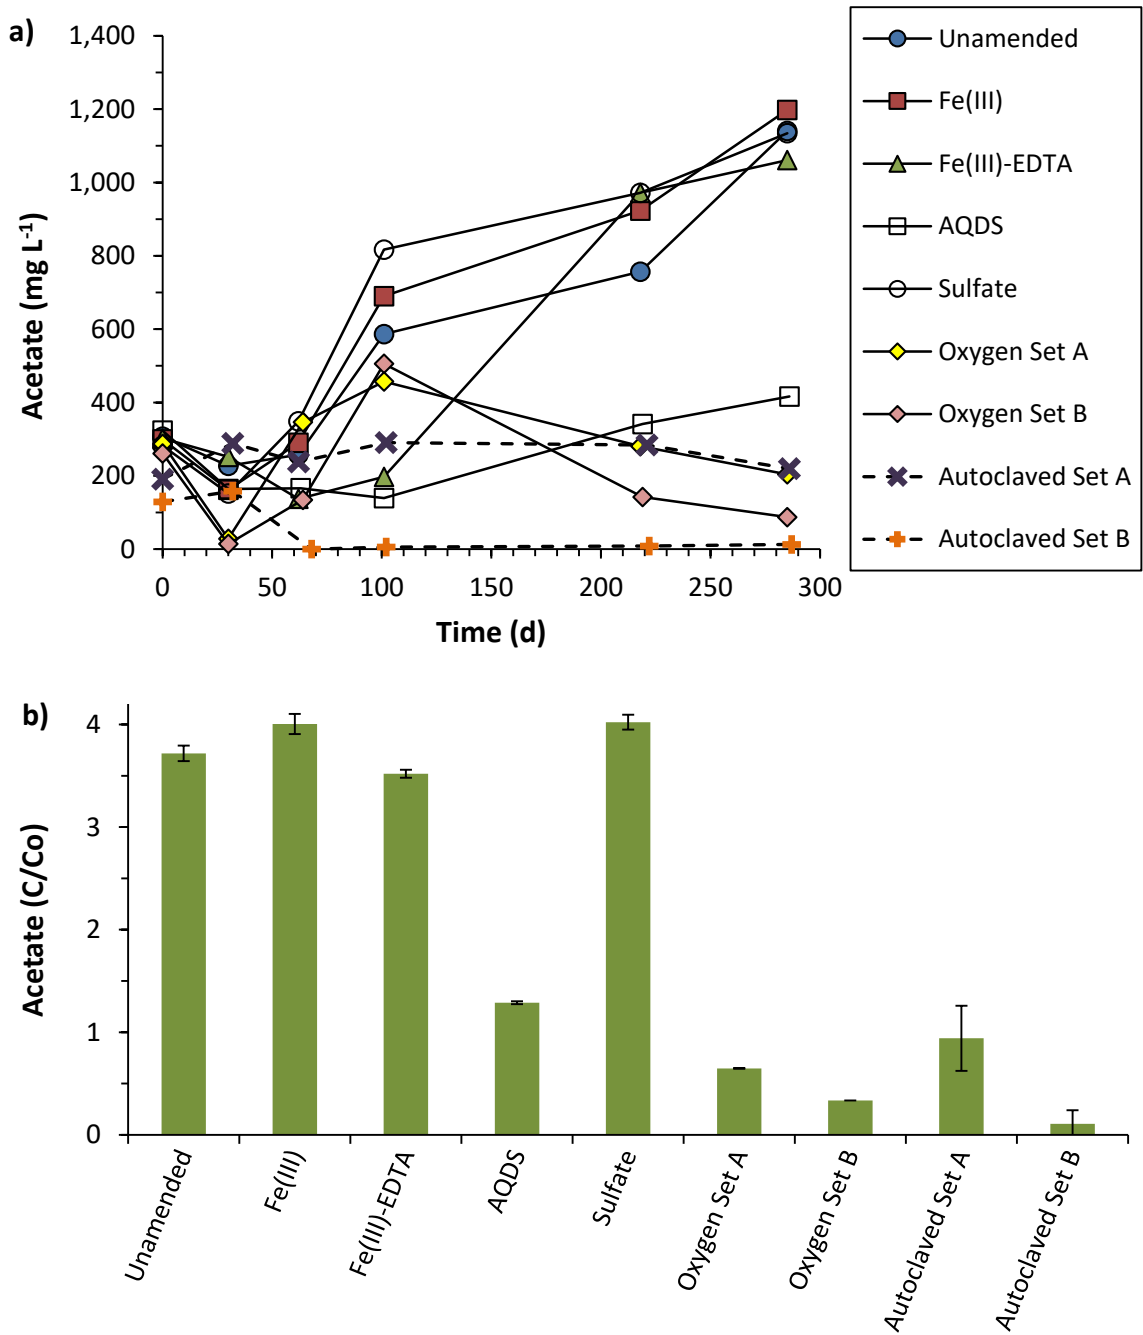 a)
1,400
1,200
1,000
800
600
400
200
0
Acetate (mg L-1)
0 50 100 150 200 250 300
Time (d)
Unamended
Fe(III)
Fe(III)-EDTA
AQDS
Sulfate
Oxygen Set A
Oxygen Set B
Autoclaved Set A
Autoclaved Set B
b)
4
3
2
1
0
Acetate (C/Co)
Unamended
Fe(III)
Fe(III)-EDTA
AQDS
Sulfate
Oxygen Set A
Oxygen Set B
Autoclaved Set A
Autoclaved Set B